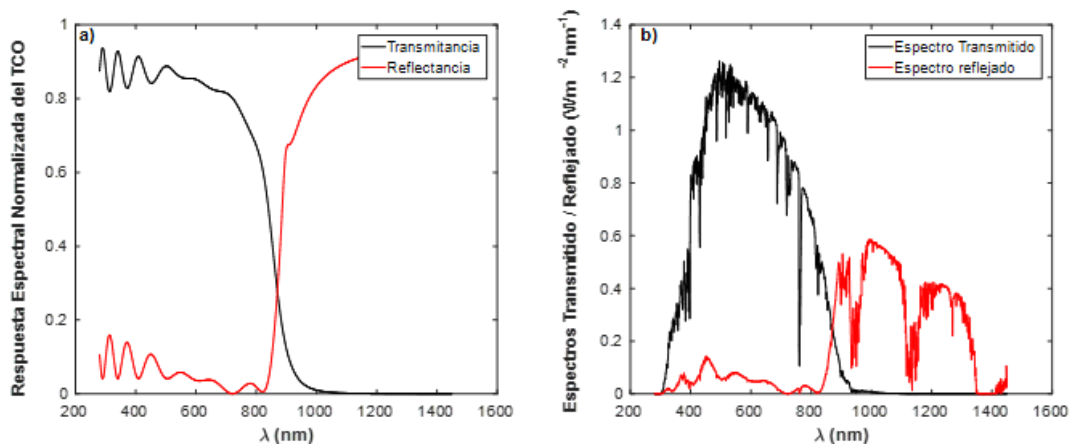 a)
Transmitancia
Reflectancia
Respuesta Espectral Normalizada del TCO
1
0.8
0.6
0.4
0.2
0
200 400 600 800 1000 1200 1400 1600
λ (nm)
b)
Espectro Transmitido
Espectro reflejado
Espectros Transmitido / Reflejado (W/m⁻²nm⁻¹)
1.4
1.2
1
0.8
0.6
0.4
0.2
0
200 400 600 800 1000 1200 1400 1600
λ (nm)